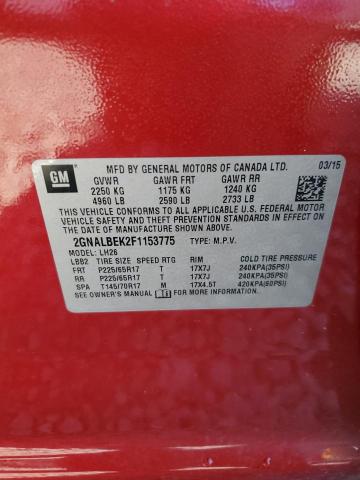 GM
MFD BY GENERAL MOTORS OF CANADA LTD. 03/15
GVWR GAWR FRT GAWR RR
2250 KG 1175 KG 1240 KG
4960 LB 2590 LB 2733 LB
THIS VEHICLE CONFORMS TO ALL APPLICABLE U.S. FEDERAL MOTOR
VEHICLE SAFETY AND THEFT PREVENTION STANDARDS IN EFFECT ON
THE DATE OF MANUFACTURE SHOWN ABOVE.
2GNALBEK2F1153775 TYPE: M.P.V.
MODEL: LH26
LBB2 TIRE SIZE SPEED RTG RIM COLD TIRE PRESSURE
FRT P225/65R17 T 17X7J 240KPA(35PSI)
RR P225/65R17 T 17X7J 240KPA(35PSI)
SPA T145/70R17 M 17X4.5T 420KPA(60PSI)
SEE OWNER'S MANUAL FOR ADDITIONAL INFORMATION.